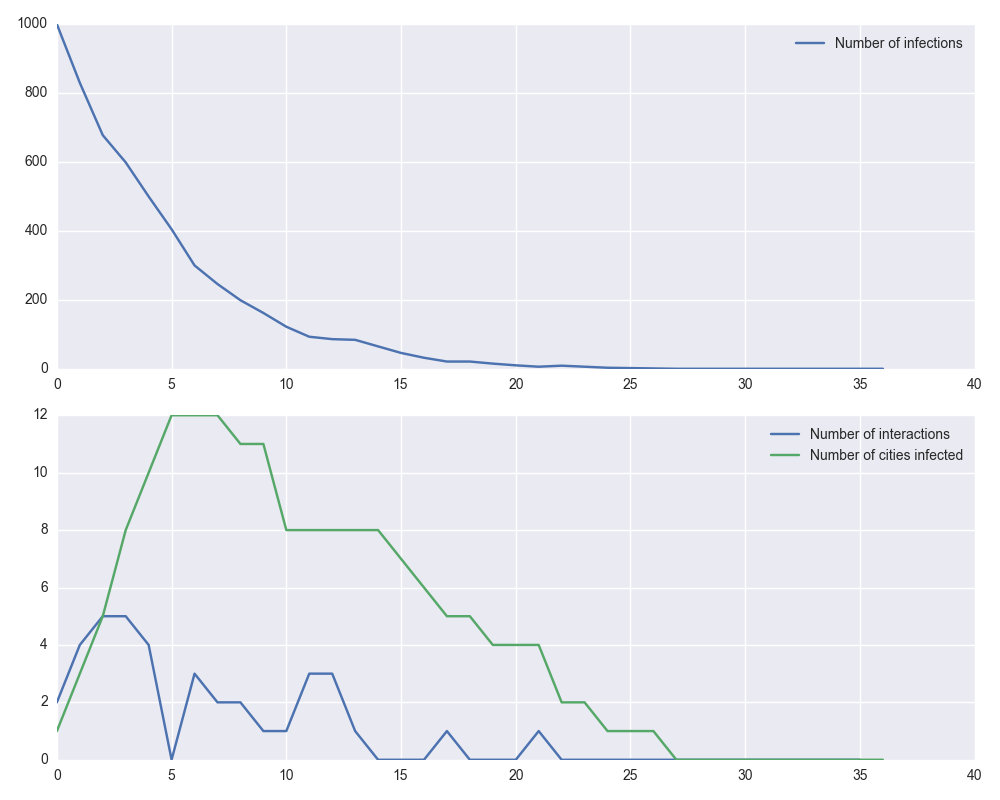 1000
Number of infections
800
600
400
200
0
0 5 10 15 20 25 30 35 40
12
Number of interactions
Number of cities infected
10
8
6
4
2
0
0 5 10 15 20 25 30 35 40